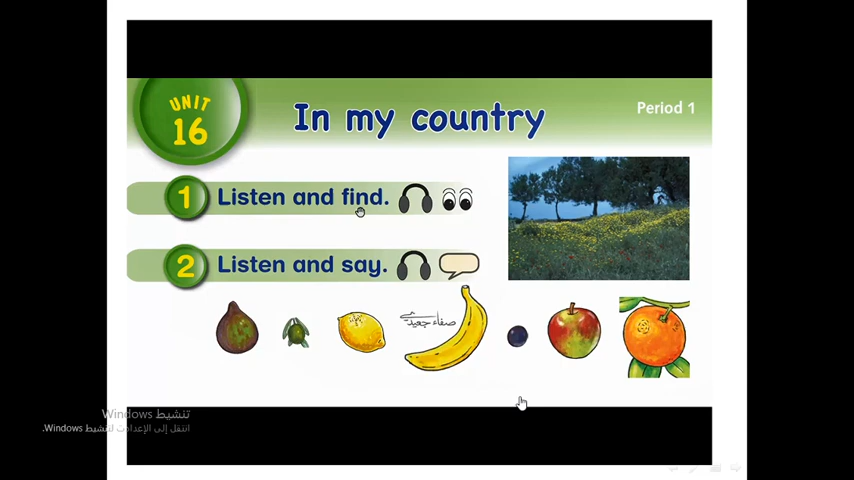 UNIT
16
In my country
Period 1
1 Listen and find.
2 Listen and say.
صفاء جعيديسي
تنشيط Windows
انتقل إلى الإعدادات لتنشيط Windows.